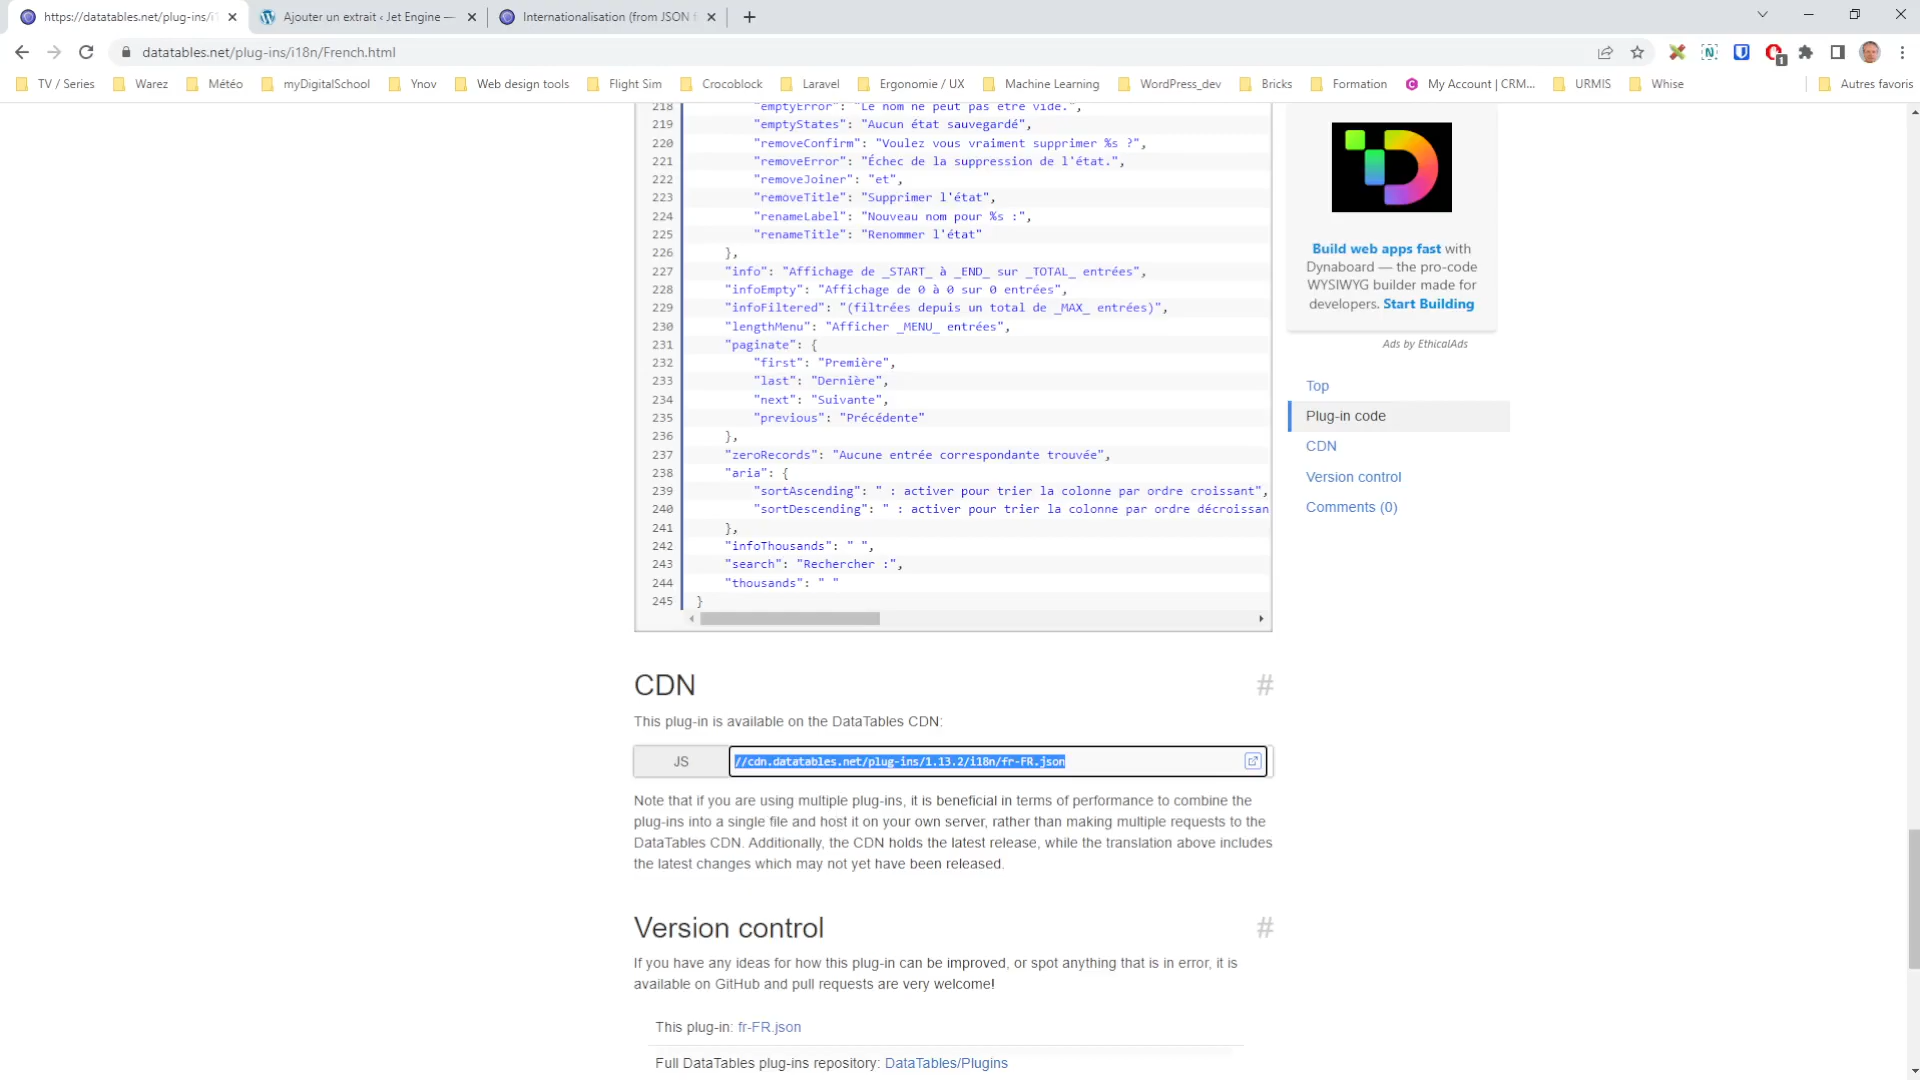 https://datatables.net/plug-ins/i1
Ajouter un extrait ‹ Jet Engine —
Internationalisation (from JSON f
datatables.net/plug-ins/i18n/French.html
1
TV / Series
Warez
Météo
myDigitalSchool
Ynov
Web design tools
Flight Sim
Crocoblock
Laravel
Ergonomie / UX
Machine Learning
WordPress_dev
Bricks
Formation
My Account | CRM...
URMIS
Whise
Autres favoris
218 "emptyError": "Le nom ne peut pas être vide.",
219 "emptyStates": "Aucun état sauvegardé",
220 "removeConfirm": "Voulez vous vraiment supprimer %s ?",
221 "removeError": "Échec de la suppression de l'état.",
222 "removeJoiner": "et",
223 "removeTitle": "Supprimer l'état",
224 "renameLabel": "Nouveau nom pour %s :",
225 "renameTitle": "Renommer l'état"
226 },
227 "info": "Affichage de _START_ à _END_ sur _TOTAL_ entrées",
228 "infoEmpty": "Affichage de 0 à 0 sur 0 entrées",
229 "infoFiltered": "(filtrées depuis un total de _MAX_ entrées)",
230 "lengthMenu": "Afficher _MENU_ entrées",
231 "paginate": {
232 "first": "Première",
233 "last": "Dernière",
234 "next": "Suivante",
235 "previous": "Précédente"
236 },
237 "zeroRecords": "Aucune entrée correspondante trouvée",
238 "aria": {
239 "sortAscending": " : activer pour trier la colonne par ordre croissant",
240 "sortDescending": " : activer pour trier la colonne par ordre décroissan
241 },
242 "infoThousands": " ",
243 "search": "Rechercher :",
244 "thousands": " "
245 }
CDN
#
This plug-in is available on the DataTables CDN:
JS
//cdn.datatables.net/plug-ins/1.13.2/i18n/fr-FR.json
Note that if you are using multiple plug-ins, it is beneficial in terms of performance to combine the
plug-ins into a single file and host it on your own server, rather than making multiple requests to the
DataTables CDN. Additionally, the CDN holds the latest release, while the translation above includes
the latest changes which may not yet have been released.
Version control
#
If you have any ideas for how this plug-in can be improved, or spot anything that is in error, it is
available on GitHub and pull requests are very welcome!
This plug-in: fr-FR.json
Full DataTables plug-ins repository: DataTables/Plugins
Build web apps fast with
Dynaboard — the pro-code
WYSIWYG builder made for
developers. Start Building
Ads by EthicalAds
Top
Plug-in code
CDN
Version control
Comments (0)